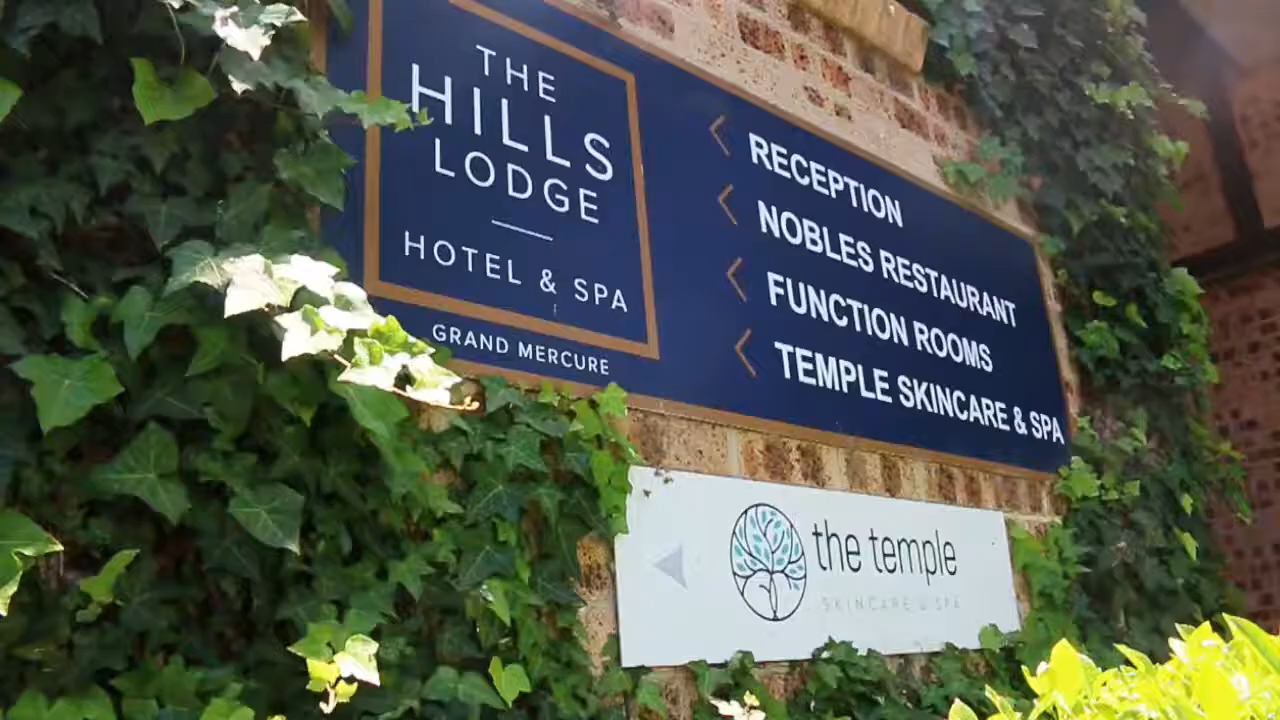 THE
HILLS
LODGE
HOTEL & SPA
GRAND MERCURE
RECEPTION
NOBLES RESTAURANT
FUNCTION ROOMS
TEMPLE SKINCARE & SPA
the temple
SKINCARE & SPA